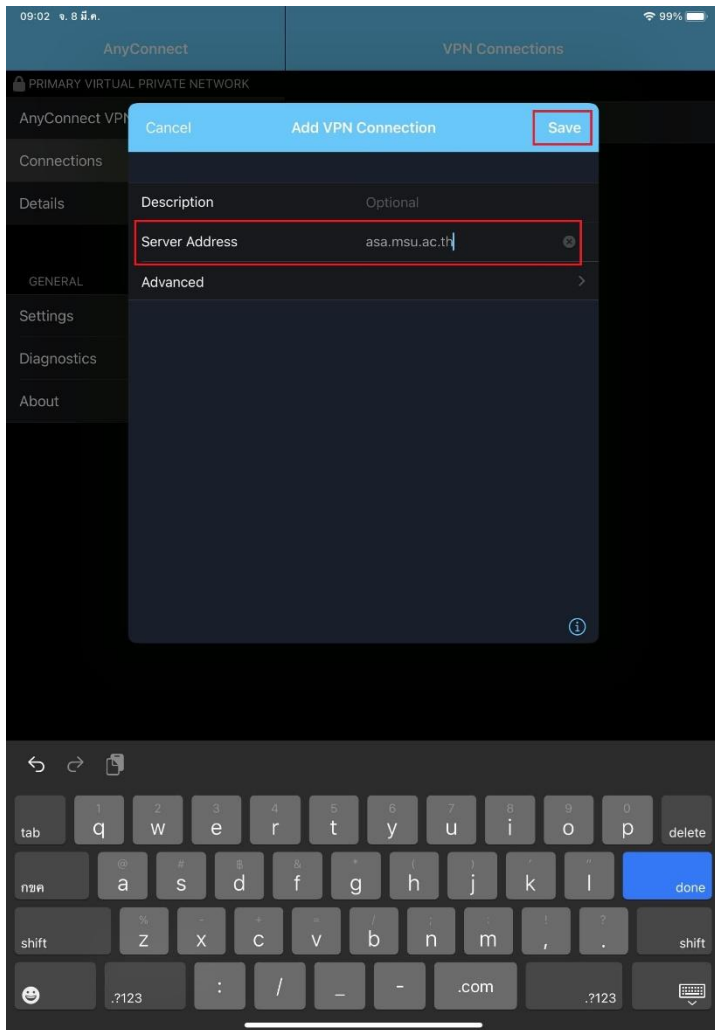 09:02 จ. 8 มี.ค.
99%
AnyConnect
VPN Connections
PRIMARY VIRTUAL PRIVATE NETWORK
AnyConnect VPN
Connections
Details
GENERAL
Settings
Diagnostics
About
Cancel Add VPN Connection Save
Description Optional
Server Address asa.msu.ac.th
Advanced
1 2 3 4 5 6 7 8 9 0
tab q w e r t y u i o p delete
@ # ฿ & * ( ) ' "
กขค a s d f g h j k l done
% - + = / ; : ! ?
shift z x c v b n m , . shift
.?123 : / _ - .com .?123